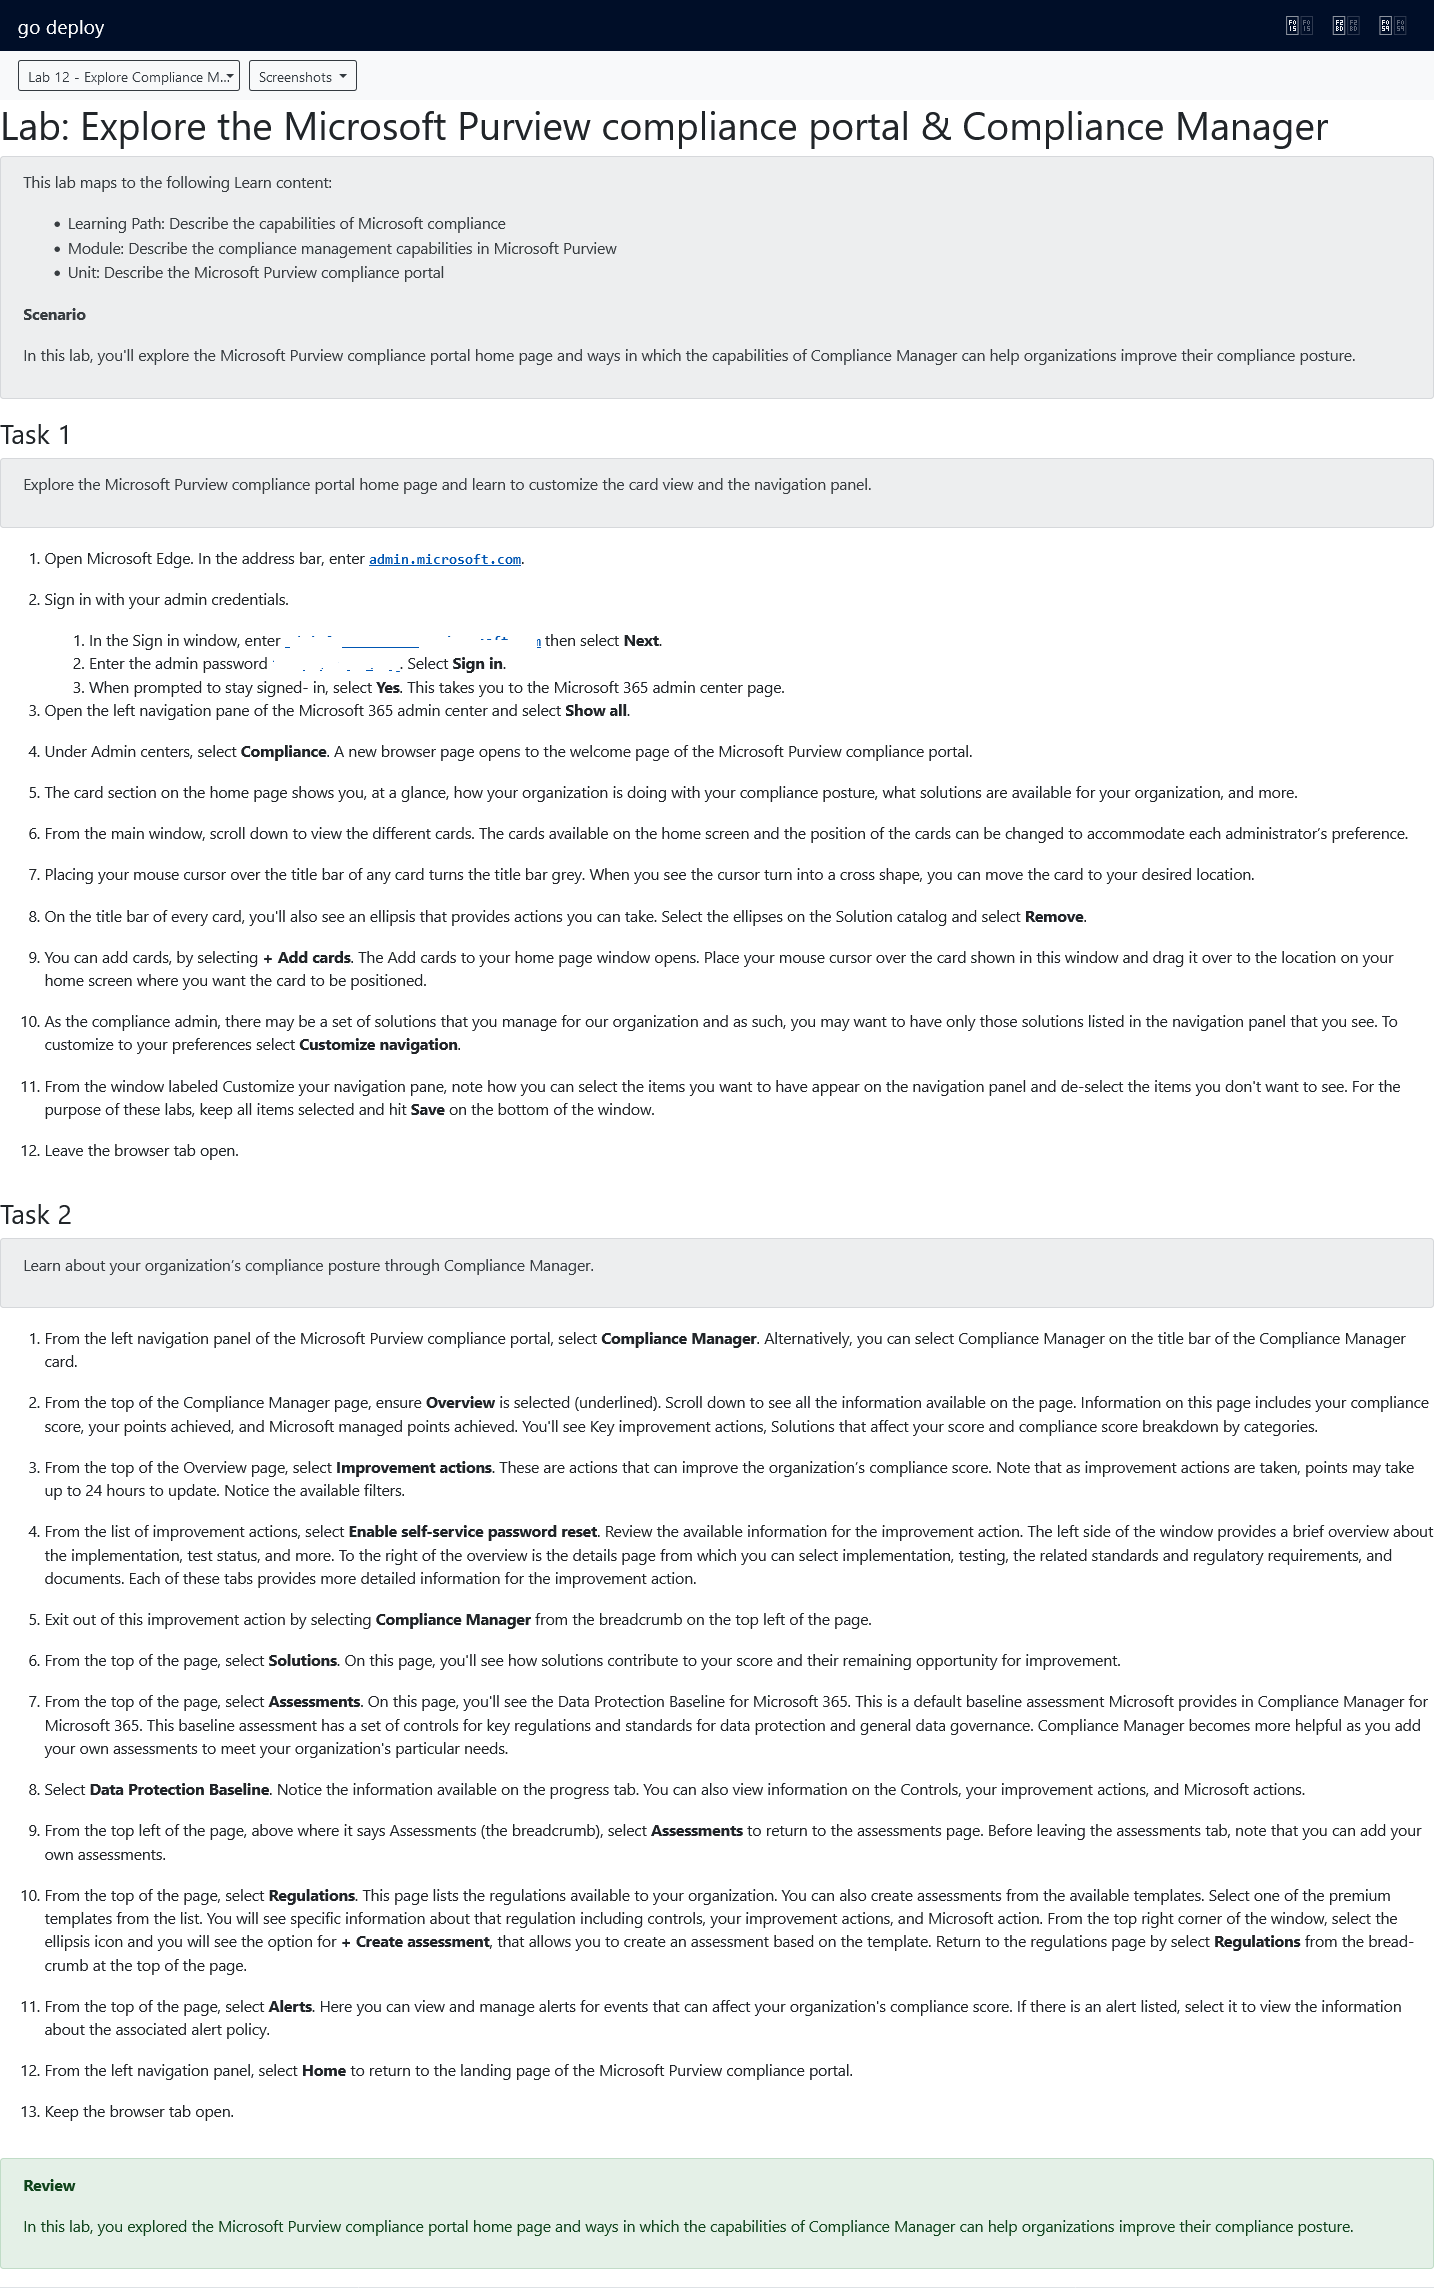 go deploy
Lab 12 - Explore Compliance M...
Screenshots
Lab: Explore the Microsoft Purview compliance portal & Compliance Manager
This lab maps to the following Learn content:
• Learning Path: Describe the capabilities of Microsoft compliance
• Module: Describe the compliance management capabilities in Microsoft Purview
• Unit: Describe the Microsoft Purview compliance portal
Scenario
In this lab, you'll explore the Microsoft Purview compliance portal home page and ways in which the capabilities of Compliance Manager can help organizations improve their compliance posture.
Task 1
Explore the Microsoft Purview compliance portal home page and learn to customize the card view and the navigation panel.
1. Open Microsoft Edge. In the address bar, enter admin.microsoft.com.
2. Sign in with your admin credentials.
1. In the Sign in window, enter then select Next.
2. Enter the admin password . Select Sign in.
3. When prompted to stay signed- in, select Yes. This takes you to the Microsoft 365 admin center page.
3. Open the left navigation pane of the Microsoft 365 admin center and select Show all.
4. Under Admin centers, select Compliance. A new browser page opens to the welcome page of the Microsoft Purview compliance portal.
5. The card section on the home page shows you, at a glance, how your organization is doing with your compliance posture, what solutions are available for your organization, and more.
6. From the main window, scroll down to view the different cards. The cards available on the home screen and the position of the cards can be changed to accommodate each administrator’s preference.
7. Placing your mouse cursor over the title bar of any card turns the title bar grey. When you see the cursor turn into a cross shape, you can move the card to your desired location.
8. On the title bar of every card, you'll also see an ellipsis that provides actions you can take. Select the ellipses on the Solution catalog and select Remove.
9. You can add cards, by selecting + Add cards. The Add cards to your home page window opens. Place your mouse cursor over the card shown in this window and drag it over to the location on your
home screen where you want the card to be positioned.
10. As the compliance admin, there may be a set of solutions that you manage for our organization and as such, you may want to have only those solutions listed in the navigation panel that you see. To
customize to your preferences select Customize navigation.
11. From the window labeled Customize your navigation pane, note how you can select the items you want to have appear on the navigation panel and de-select the items you don't want to see. For the
purpose of these labs, keep all items selected and hit Save on the bottom of the window.
12. Leave the browser tab open.
Task 2
Learn about your organization’s compliance posture through Compliance Manager.
1. From the left navigation panel of the Microsoft Purview compliance portal, select Compliance Manager. Alternatively, you can select Compliance Manager on the title bar of the Compliance Manager
card.
2. From the top of the Compliance Manager page, ensure Overview is selected (underlined). Scroll down to see all the information available on the page. Information on this page includes your compliance
score, your points achieved, and Microsoft managed points achieved. You'll see Key improvement actions, Solutions that affect your score and compliance score breakdown by categories.
3. From the top of the Overview page, select Improvement actions. These are actions that can improve the organization’s compliance score. Note that as improvement actions are taken, points may take
up to 24 hours to update. Notice the available filters.
4. From the list of improvement actions, select Enable self-service password reset. Review the available information for the improvement action. The left side of the window provides a brief overview about
the implementation, test status, and more. To the right of the overview is the details page from which you can select implementation, testing, the related standards and regulatory requirements, and
documents. Each of these tabs provides more detailed information for the improvement action.
5. Exit out of this improvement action by selecting Compliance Manager from the breadcrumb on the top left of the page.
6. From the top of the page, select Solutions. On this page, you'll see how solutions contribute to your score and their remaining opportunity for improvement.
7. From the top of the page, select Assessments. On this page, you'll see the Data Protection Baseline for Microsoft 365. This is a default baseline assessment Microsoft provides in Compliance Manager for
Microsoft 365. This baseline assessment has a set of controls for key regulations and standards for data protection and general data governance. Compliance Manager becomes more helpful as you add
your own assessments to meet your organization's particular needs.
8. Select Data Protection Baseline. Notice the information available on the progress tab. You can also view information on the Controls, your improvement actions, and Microsoft actions.
9. From the top left of the page, above where it says Assessments (the breadcrumb), select Assessments to return to the assessments page. Before leaving the assessments tab, note that you can add your
own assessments.
10. From the top of the page, select Regulations. This page lists the regulations available to your organization. You can also create assessments from the available templates. Select one of the premium
templates from the list. You will see specific information about that regulation including controls, your improvement actions, and Microsoft action. From the top right corner of the window, select the
ellipsis icon and you will see the option for + Create assessment, that allows you to create an assessment based on the template. Return to the regulations page by select Regulations from the bread-
crumb at the top of the page.
11. From the top of the page, select Alerts. Here you can view and manage alerts for events that can affect your organization's compliance score. If there is an alert listed, select it to view the information
about the associated alert policy.
12. From the left navigation panel, select Home to return to the landing page of the Microsoft Purview compliance portal.
13. Keep the browser tab open.
Review
In this lab, you explored the Microsoft Purview compliance portal home page and ways in which the capabilities of Compliance Manager can help organizations improve their compliance posture.